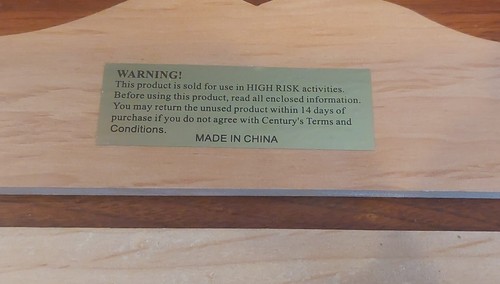 WARNING!
This product is sold for use in HIGH RISK activities.
Before using this product, read all enclosed information.
You may return the unused product within 14 days of
purchase if you do not agree with Century's Terms and
Conditions.
MADE IN CHINA